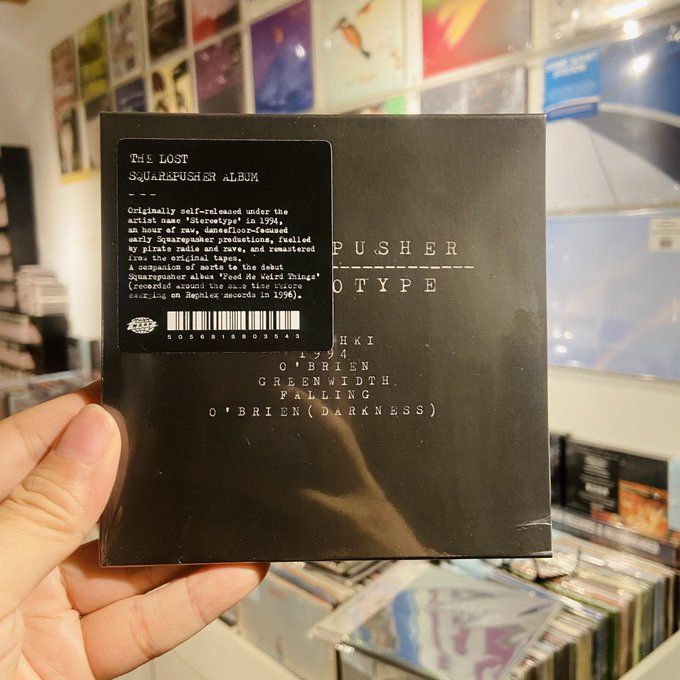 THE LOST
SQUAREPUSHER ALBUM
---
Originally self-released under the
artist name 'Stereotype' in 1994,
an hour of raw, dancefloor-focused
early Squarepusher productions, fuelled
by pirate radio and rave, and remastered
from the original tapes.
A companion of sorts to the debut
Squarepusher album 'Feed Me Weird Things'
(recorded around the same time before
emerging on Rephlex Records in 1996).
WARP
5056818803543
PUSHER
OTYPE
HKI
1994
O'BRIEN
GREENWIDTH
FALLING
O'BRIEN(DARKNESS)